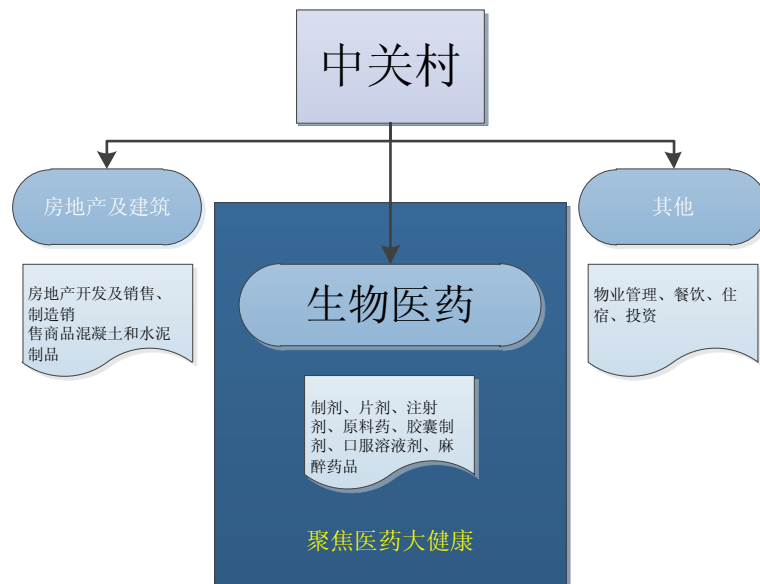 中关村
房地产及建筑
其他
生物医药
房地产开发及销售、
制造销
售商品混凝土和水泥
制品
物业管理、餐饮、住
宿、投资
制剂、片剂、注射
剂、原料药、胶囊制
剂、口服溶液剂、麻
醉药品
聚焦医药大健康